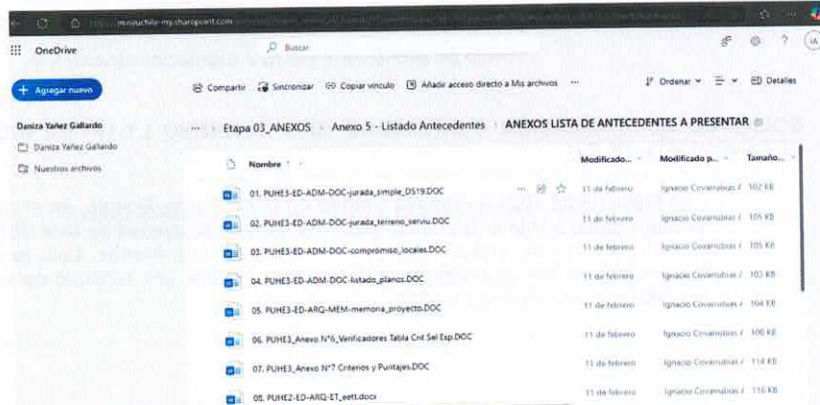 minvuchile-my.sharepoint.com
OneDrive
Buscar
Agregar nuevo
Compartir Sincronizar Copiar vínculo Añadir acceso directo a Mis archivos ... Ordenar Detalles
Daniza Yañez Gallardo
Daniza Yañez Gallardo
Nuestros archivos
... Etapa 03_ANEXOS Anexo 5 - Listado Antecedentes ANEXOS LISTA DE ANTECEDENTES A PRESENTAR
Nombre Modificado... Modificado p... Tamaño...
01. PUHE3-ED-ADM-DOC-jurada_simple_DS19.DOC ... 11 de febrero Ignacio Covarrubias 102 KB
02. PUHE3-ED-ADM-DOC-jurada_terreno_serviu.DOC 11 de febrero Ignacio Covarrubias 105 KB
03. PUHE3-ED-ADM-DOC-compromiso_locales.DOC 11 de febrero Ignacio Covarrubias 105 KB
04. PUHE3-ED-ADM-DOC-listado_planos.DOC 11 de febrero Ignacio Covarrubias 103 KB
05. PUHE3-ED-ARQ-MEM-memoria_proyecto.DOC 11 de febrero Ignacio Covarrubias 104 KB
06. PUHE3_Anexo N°6_Verificadores Tabla Crit Sel Esp.DOC 11 de febrero Ignacio Covarrubias 106 KB
07. PUHE3_Anexo N°7 Criterios y Puntajes.DOC 11 de febrero Ignacio Covarrubias 114 KB
08. PUHE2-ED-ARQ-ET_eett.docx 11 de febrero Ignacio Covarrubias 116 KB